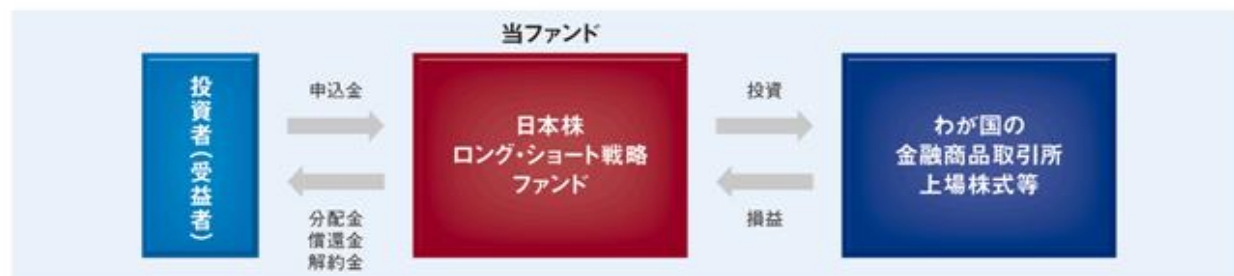 当ファンド
投資者(受益者)
申込金
分配金
償還金
解約金
日本株
ロング・ショート戦略
ファンド
投資
損益
わが国の
金融商品取引所
上場株式等